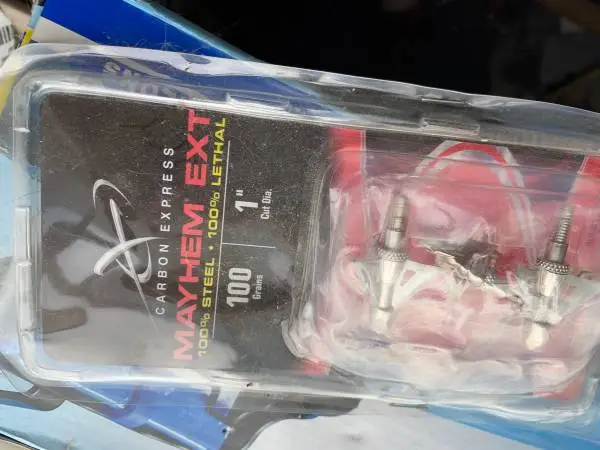 CARBON EXPRESS
MAYHEM EXT
100% STEEL • 100% LETHAL
100
Grains
1"
Cut Dia.